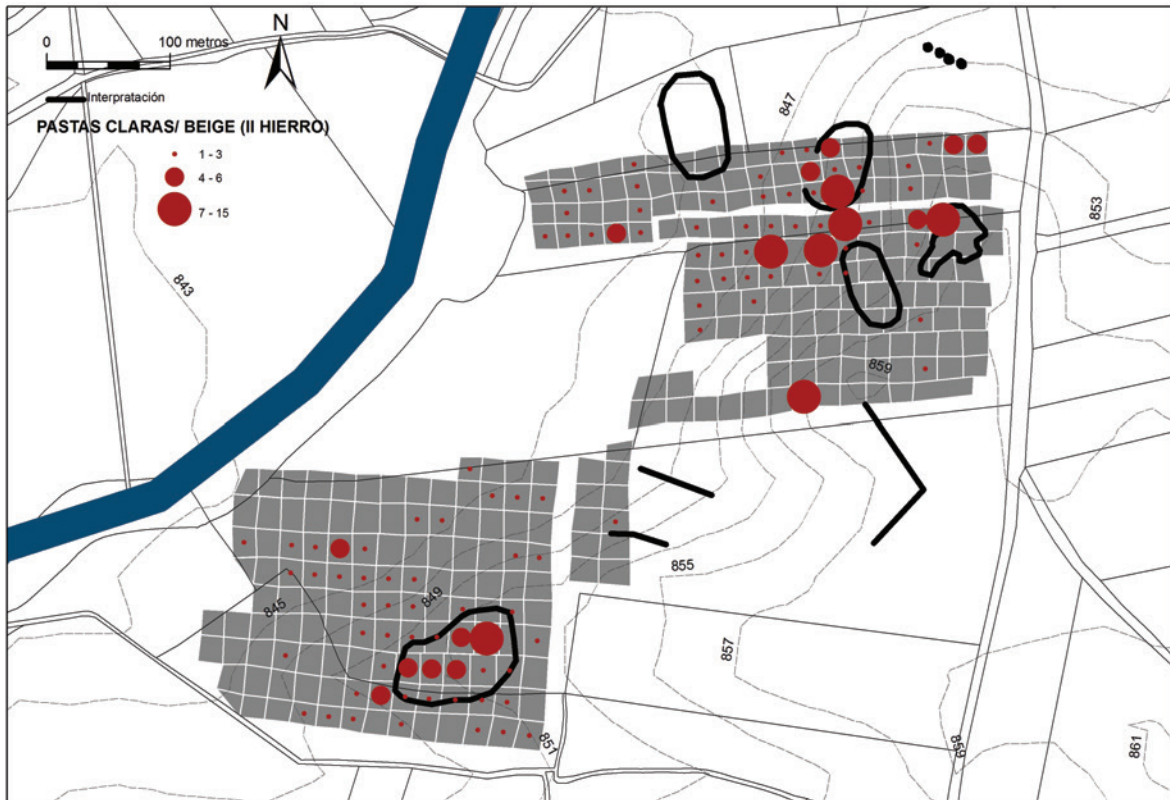 N
0 100 metros
Interpratación
PASTAS CLARAS/ BEIGE (II HIERRO)
1 - 3
4 - 6
7 - 15
847
853
843
859
855
849
845
857
851
859
861